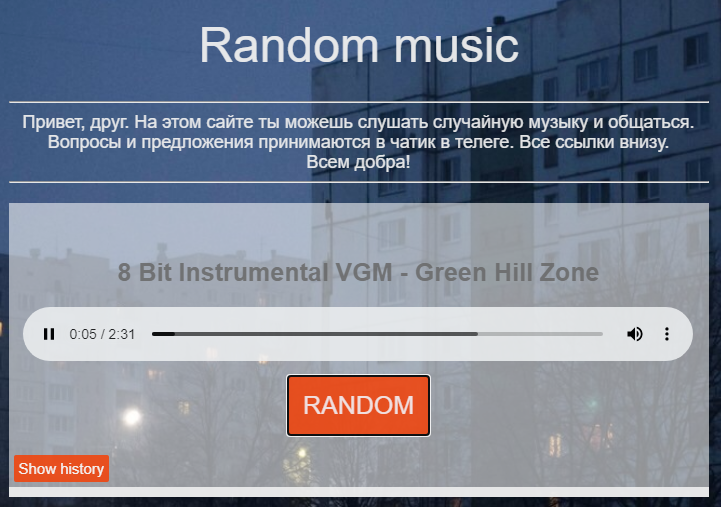 Random music
Привет, друг. На этом сайте ты можешь слушать случайную музыку и общаться.
Вопросы и предложения принимаются в чатик в телеге. Все ссылки внизу.
Всем добра!
8 Bit Instrumental VGM - Green Hill Zone
0:05 / 2:31
RANDOM
Show history